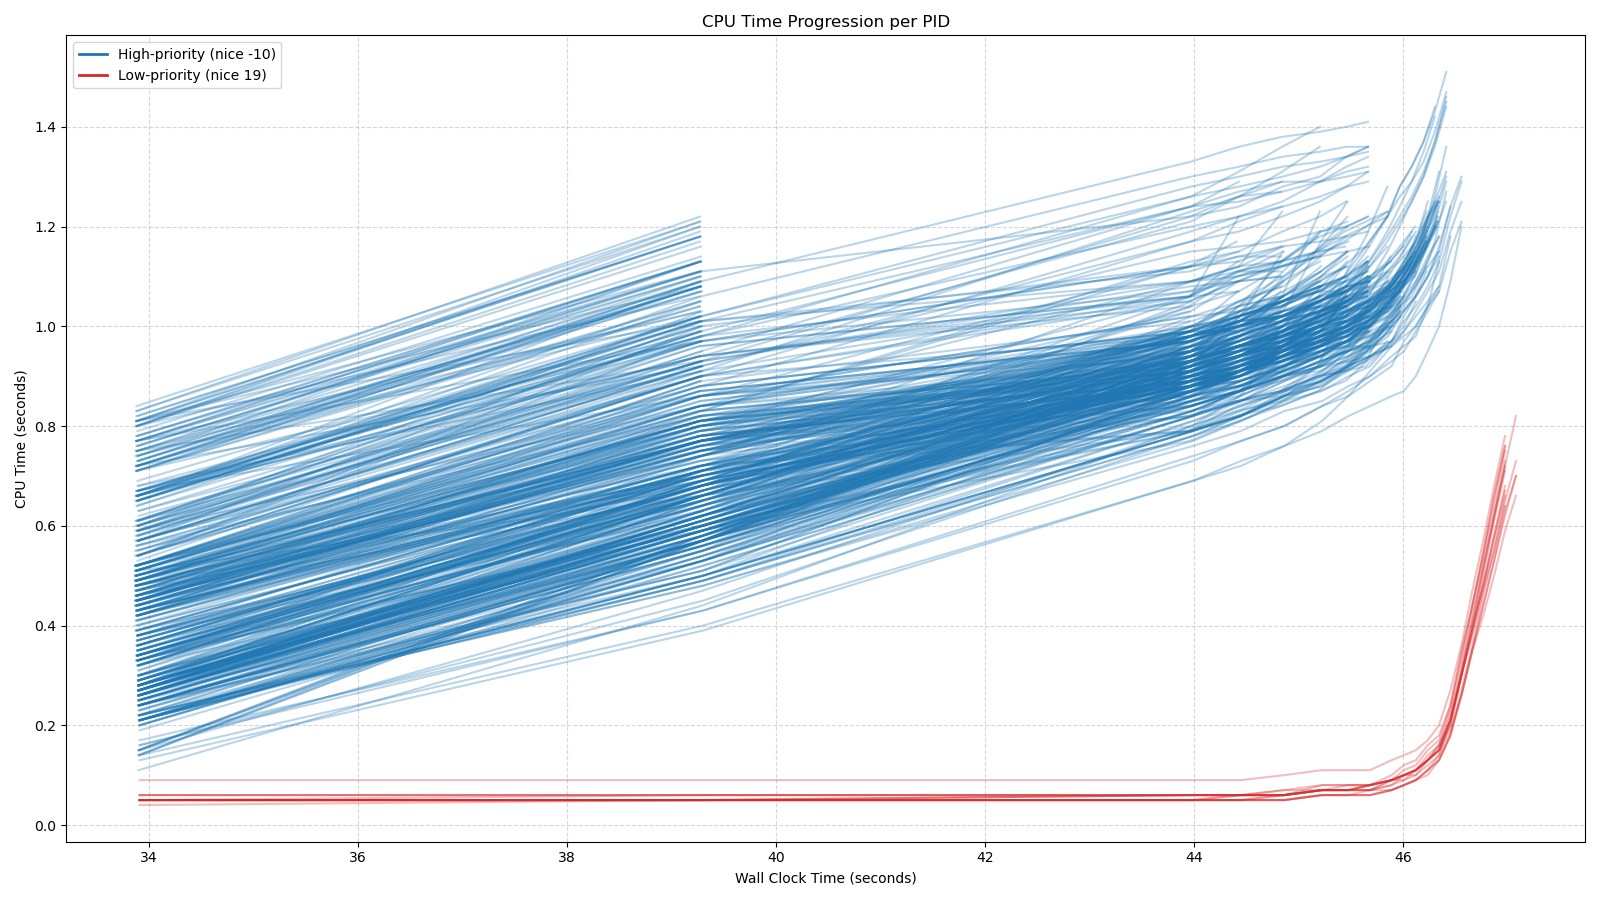 CPU Time Progression per PID
High-priority (nice -10)
Low-priority (nice 19)
CPU Time (seconds)
1.4
1.2
1.0
0.8
0.6
0.4
0.2
0.0
34 36 38 40 42 44 46
Wall Clock Time (seconds)